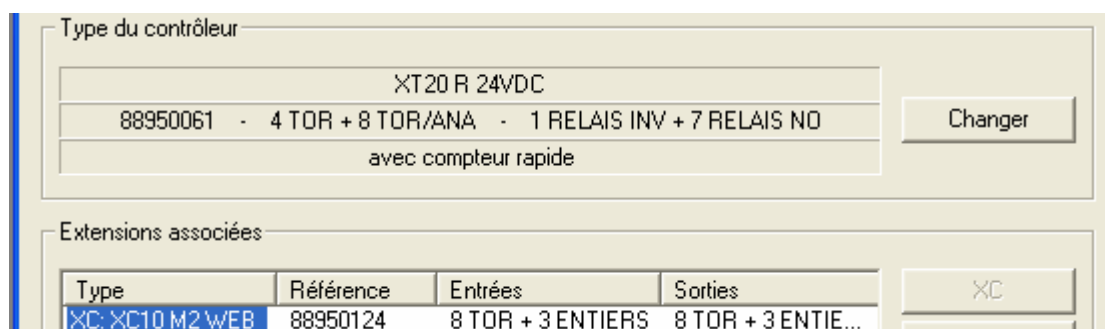 Type du contrôleur
XT20 R 24VDC
88950061 - 4 TOR + 8 TOR/ANA - 1 RELAIS INV + 7 RELAIS NO
Changer
avec compteur rapide
Extensions associées
Type Référence Entrées Sorties
XC
XC: XC10 M2 WEB 88950124 8 TOR + 3 ENTIERS 8 TOR + 3 ENTIE...